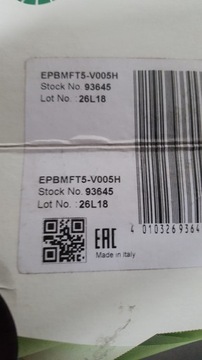 EPBMFT5-V005H
Stock No. 93645
Lot No. : 26L18
EPBMFT5-V005H
Stock No. 93645
Lot No. : 26L18
4 010326 9364
EAC
Made in Italy